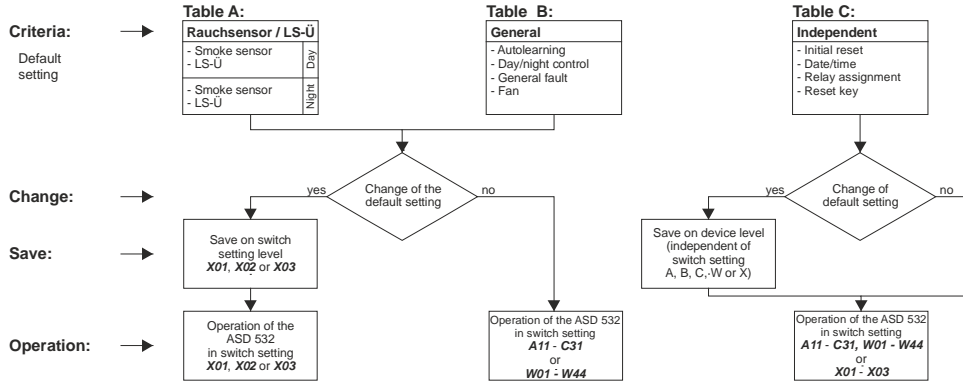 Table A:
Table B:
Table C:
Criteria:
Default
setting
Rauchsensor / LS-Ü
- Smoke sensor
- LS-Ü
Day
- Smoke sensor
- LS-Ü
Night
General
- Autolearning
- Day/night control
- General fault
- Fan
Independent
- Initial reset
- Date/time
- Relay assignment
- Reset key
Change:
yes
Change of the
default setting
no
yes
Change of
default setting
no
Save:
Save on switch
setting level
X01, X02 or X03
Save on device level
(independent of
switch setting
A, B, C, W or X)
Operation:
Operation of the
ASD 532
in switch setting
X01, X02 or X03
Operation of the ASD 532
in switch setting
A11 - C31
or
W01 - W44
Operation of the ASD 532
in switch setting
A11 - C31, W01 - W44
or
X01 - X03